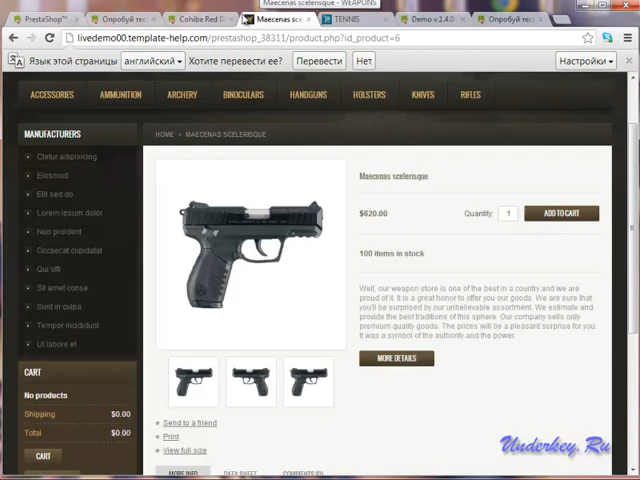 Maecenas scelerisque - WEAPONS
PrestaShop™
Опробуй тес
Cohiba Red D
Maecenas sce
TENNIS
Demo v.1.4.0.
Опробуй тес
livedemo00.template-help.com/prestashop_38311/product.php?id_product=6
Язык этой страницы английский Хотите перевести ее? Перевести Нет Настройки
ACCESSORIES AMMUNITION ARCHERY BINOCULARS HANDGUNS HOLSTERS KNIVES RIFLES
MANUFACTURERS
HOME > MAECENAS SCELERISQUE
Ctetur adipisicing
Eiusmod
Elit sed do
Lorem ipsum dolor
Non proident
Occaecat cupidatat
Qui offi
Sit amet conse
Sunt in culpa
Tempor incididunt
Ut labore et
Maecenas scelerisque
$620.00 Quantity: 1 ADD TO CART
100 items in stock
Well, our weapon store is one of the best in a country and we are
proud of it. It is a great honor to offer you our goods. We are sure that
you'll be surprised by our unbelievable assortment. We estimate and
provide the best traditions of this sphere. Our company sells only
premium quality goods. The prices will be a pleasant surprise for you.
It was a symbol of the authority and the power.
MORE DETAILS
CART
No products
Shipping $0.00
Total $0.00
CART
Send to a friend
Print
View full size
MORE INFO DATA SHEET COMMENTS (0)
Underkey.Ru